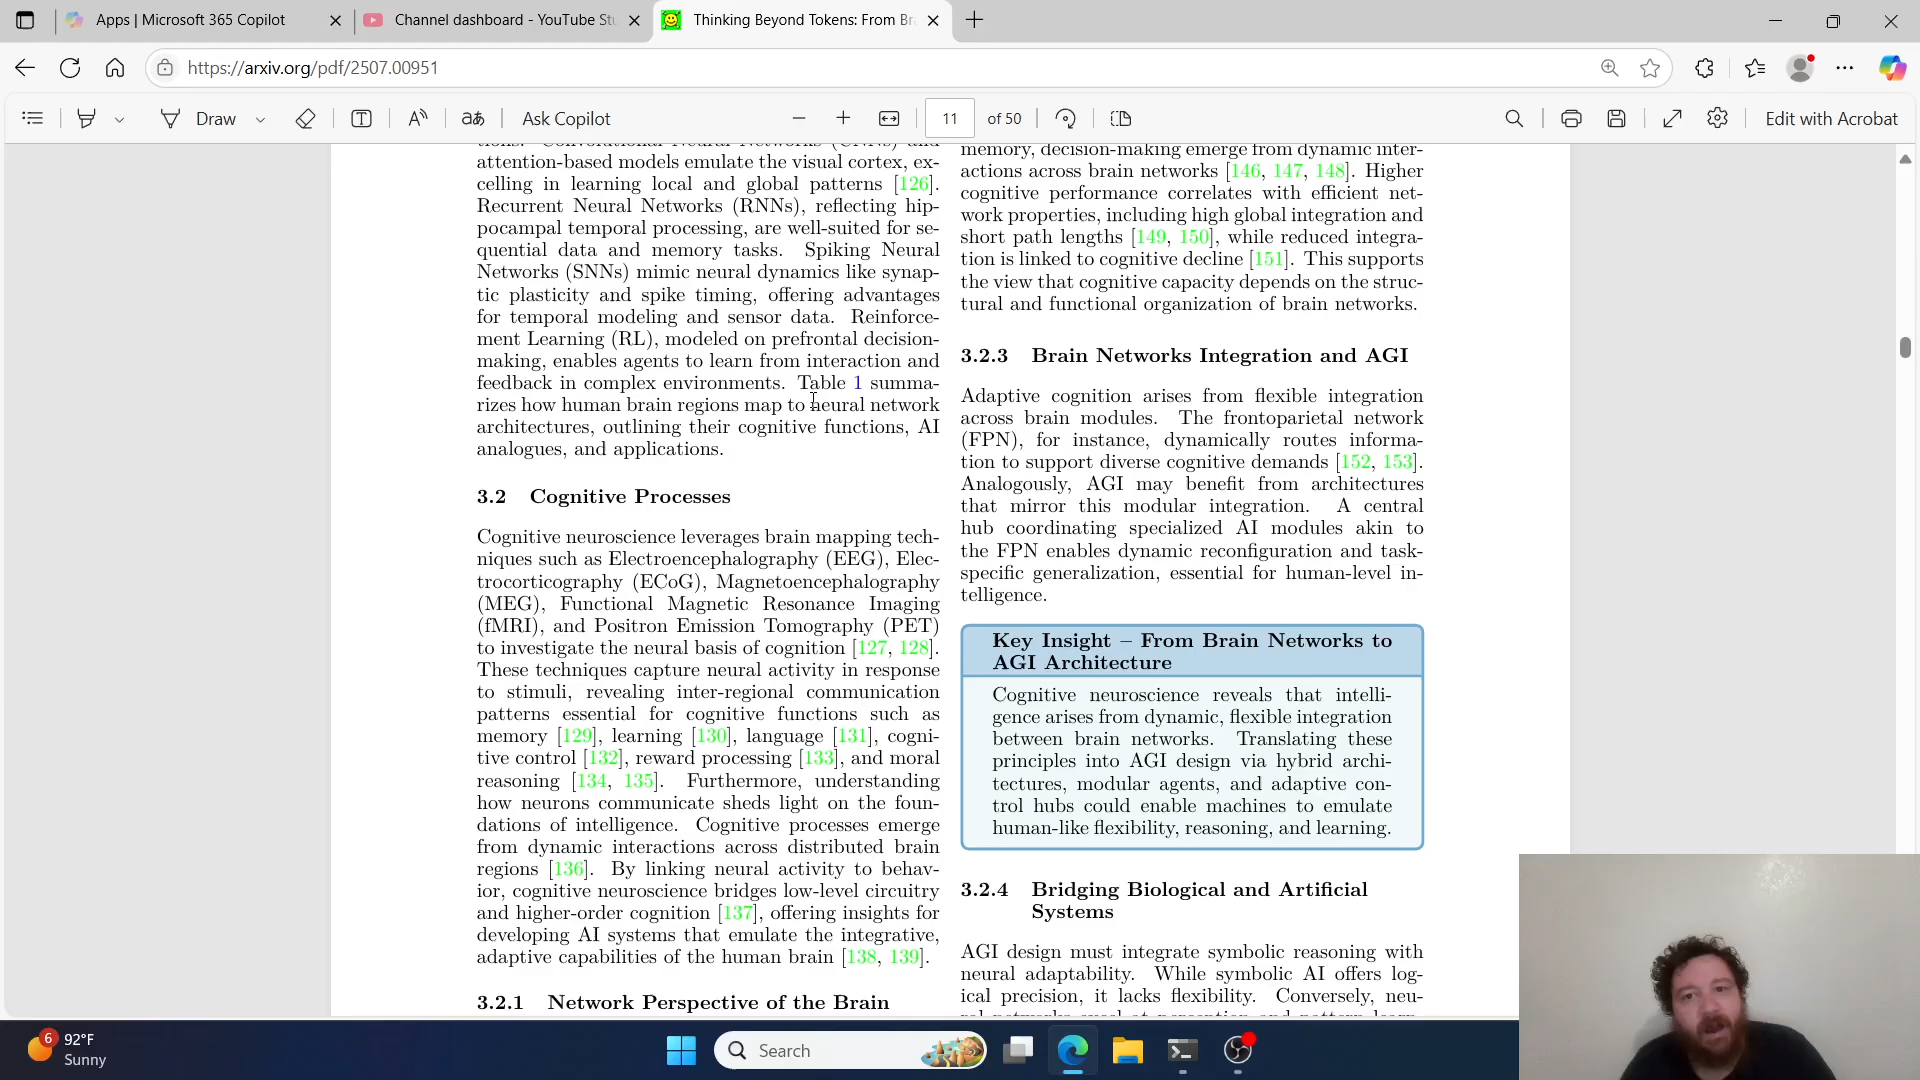 Apps | Microsoft 365 Copilot
Channel dashboard - YouTube Stu
Thinking Beyond Tokens: From Br
https://arxiv.org/pdf/2507.00951
Draw
Ask Copilot
11
of 50
Edit with Acrobat
attention-based models emulate the visual cortex, ex-
celling in learning local and global patterns [126].
Recurrent Neural Networks (RNNs), reflecting hip-
pocampal temporal processing, are well-suited for se-
quential data and memory tasks. Spiking Neural
Networks (SNNs) mimic neural dynamics like synap-
tic plasticity and spike timing, offering advantages
for temporal modeling and sensor data. Reinforce-
ment Learning (RL), modeled on prefrontal decision-
making, enables agents to learn from interaction and
feedback in complex environments. Table 1 summa-
rizes how human brain regions map to neural network
architectures, outlining their cognitive functions, AI
analogues, and applications.
3.2 Cognitive Processes
Cognitive neuroscience leverages brain mapping tech-
niques such as Electroencephalography (EEG), Elec-
trocorticography (ECoG), Magnetoencephalography
(MEG), Functional Magnetic Resonance Imaging
(fMRI), and Positron Emission Tomography (PET)
to investigate the neural basis of cognition [127, 128].
These techniques capture neural activity in response
to stimuli, revealing inter-regional communication
patterns essential for cognitive functions such as
memory [129], learning [130], language [131], cogni-
tive control [132], reward processing [133], and moral
reasoning [134, 135]. Furthermore, understanding
how neurons communicate sheds light on the foun-
dations of intelligence. Cognitive processes emerge
from dynamic interactions across distributed brain
regions [136]. By linking neural activity to behav-
ior, cognitive neuroscience bridges low-level circuitry
and higher-order cognition [137], offering insights for
developing AI systems that emulate the integrative,
adaptive capabilities of the human brain [138, 139].
3.2.1 Network Perspective of the Brain
memory, decision-making emerge from dynamic inter-
actions across brain networks [146, 147, 148]. Higher
cognitive performance correlates with efficient net-
work properties, including high global integration and
short path lengths [149, 150], while reduced integra-
tion is linked to cognitive decline [151]. This supports
the view that cognitive capacity depends on the struc-
tural and functional organization of brain networks.
3.2.3 Brain Networks Integration and AGI
Adaptive cognition arises from flexible integration
across brain modules. The frontoparietal network
(FPN), for instance, dynamically routes informa-
tion to support diverse cognitive demands [152, 153].
Analogously, AGI may benefit from architectures
that mirror this modular integration. A central
hub coordinating specialized AI modules akin to
the FPN enables dynamic reconfiguration and task-
specific generalization, essential for human-level in-
telligence.
Key Insight – From Brain Networks to
AGI Architecture
Cognitive neuroscience reveals that intelli-
gence arises from dynamic, flexible integration
between brain networks. Translating these
principles into AGI design via hybrid archi-
tectures, modular agents, and adaptive con-
trol hubs could enable machines to emulate
human-like flexibility, reasoning, and learning.
3.2.4 Bridging Biological and Artificial
Systems
AGI design must integrate symbolic reasoning with
neural adaptability. While symbolic AI offers log-
ical precision, it lacks flexibility. Conversely, neu-
6
92°F
Sunny
Search